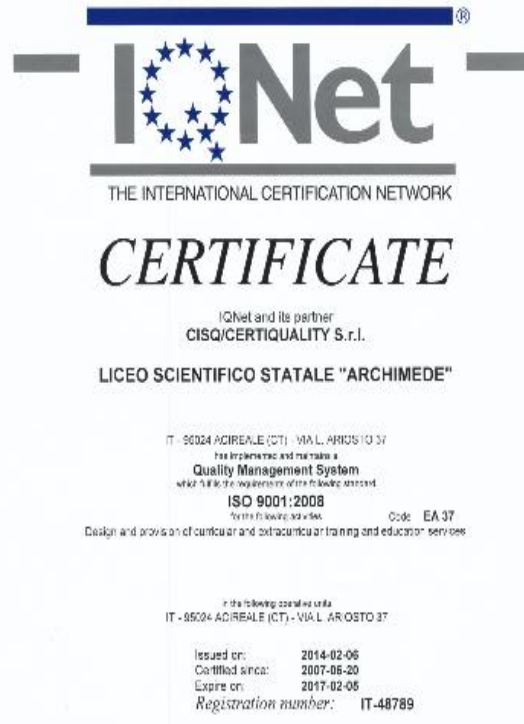 ®
IQNet
THE INTERNATIONAL CERTIFICATION NETWORK
CERTIFICATE
IQNet and its partner
CISQ/CERTIQUALITY S.r.l.
LICEO SCIENTIFICO STATALE "ARCHIMEDE"
IT - 95024 ACIREALE (CT) - VIA L. ARIOSTO 37
has implemented and maintains a
Quality Management System
which fulfills the requirements of the following standard
ISO 9001:2008
for the following activities Code EA 37
Design and provision of curricular and extracurricular training and education services
in the following operative units
IT - 95024 ACIREALE (CT) - VIA L. ARIOSTO 37
Issued on: 2014-02-06
Certified since: 2007-06-20
Expire on: 2017-02-05
Registration number: IT-48789